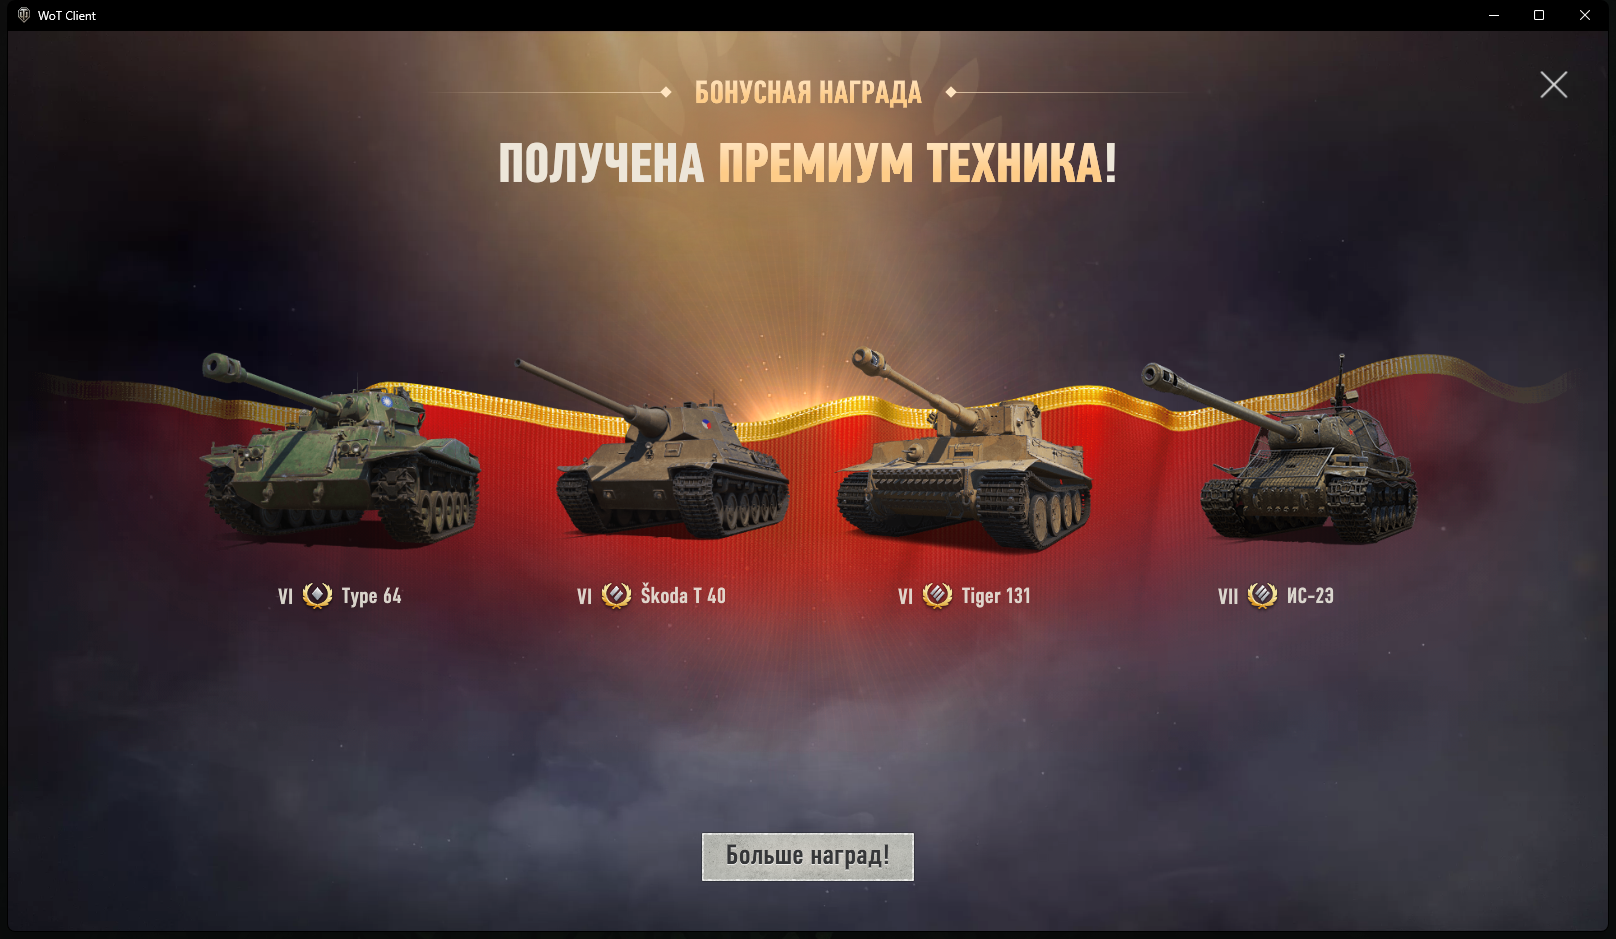 WoT Client
БОНУСНАЯ НАГРАДА
ПОЛУЧЕНА ПРЕМИУМ ТЕХНИКА!
VI Type 64
VI Škoda T 40
VI Tiger 131
VII ИС-2Э
Больше наград!